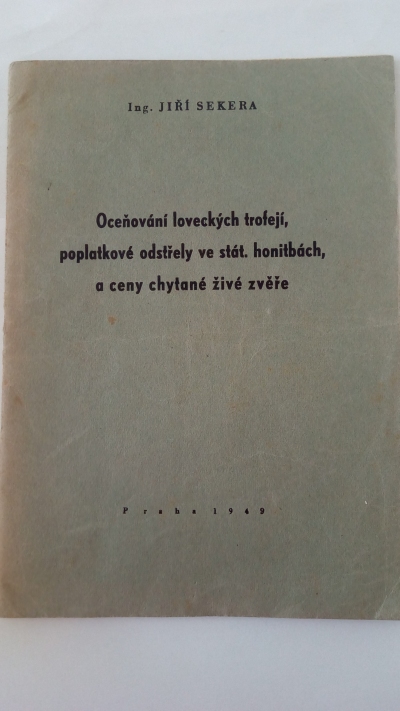 Ing. JIŘÍ SEKERA
Oceňování loveckých trofejí,
poplatkové odstřely ve stát. honitbách,
a ceny chytané živé zvěře
Praha 1949